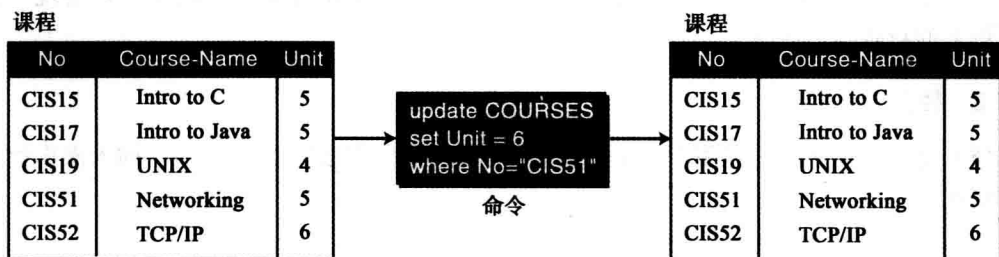 课程
No Course-Name Unit
CIS15 Intro to C 5
CIS17 Intro to Java 5
CIS19 UNIX 4
CIS51 Networking 5
CIS52 TCP/IP 6
update COURSES
set Unit = 6
where No="CIS51"
命令
课程
No Course-Name Unit
CIS15 Intro to C 5
CIS17 Intro to Java 5
CIS19 UNIX 4
CIS51 Networking 5
CIS52 TCP/IP 6